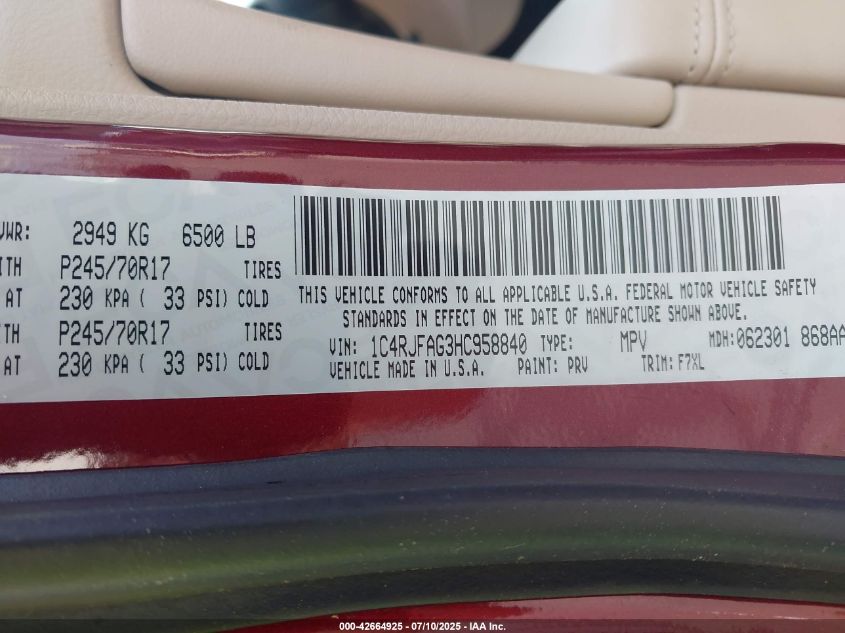 VWR: 2949 KG 6500 LB
ITH P245/70R17 TIRES
AT 230 KPA ( 33 PSI) COLD
ITH P245/70R17 TIRES
AT 230 KPA ( 33 PSI) COLD
THIS VEHICLE CONFORMS TO ALL APPLICABLE U.S.A. FEDERAL MOTOR VEHICLE SAFETY
STANDARDS IN EFFECT ON THE DATE OF MANUFACTURE SHOWN ABOVE.
VIN: 1C4RJFAG3HC958840 TYPE: MPV MDH: 062301 868AA
VEHICLE MADE IN U.S.A. PAINT: PRV TRIM: F7XL
000-42664925 - 07/10/2025 - IAA Inc.